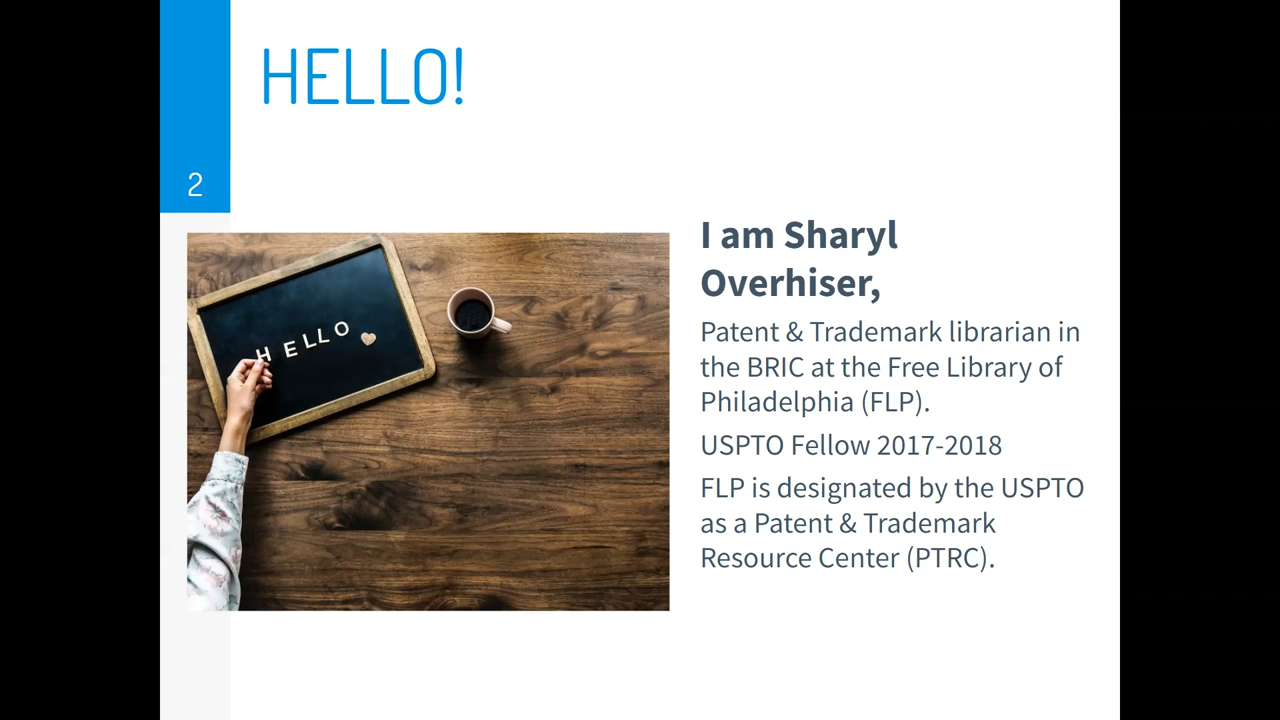 HELLO!
2
HELLO
I am Sharyl
Overhiser,
Patent & Trademark librarian in
the BRIC at the Free Library of
Philadelphia (FLP).
USPTO Fellow 2017-2018
FLP is designated by the USPTO
as a Patent & Trademark
Resource Center (PTRC).